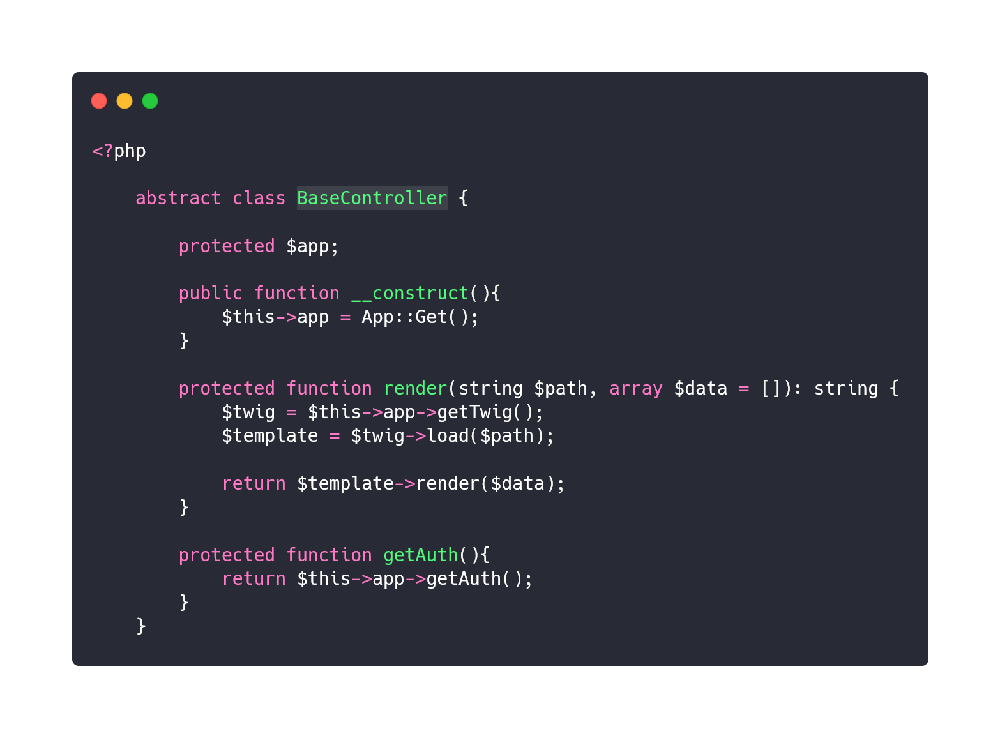 <?php
abstract class BaseController {
protected $app;
public function __construct(){
$this->app = App::Get();
}
protected function render(string $path, array $data = []): string {
$twig = $this->app->getTwig();
$template = $twig->load($path);
return $template->render($data);
}
protected function getAuth(){
return $this->app->getAuth();
}
}